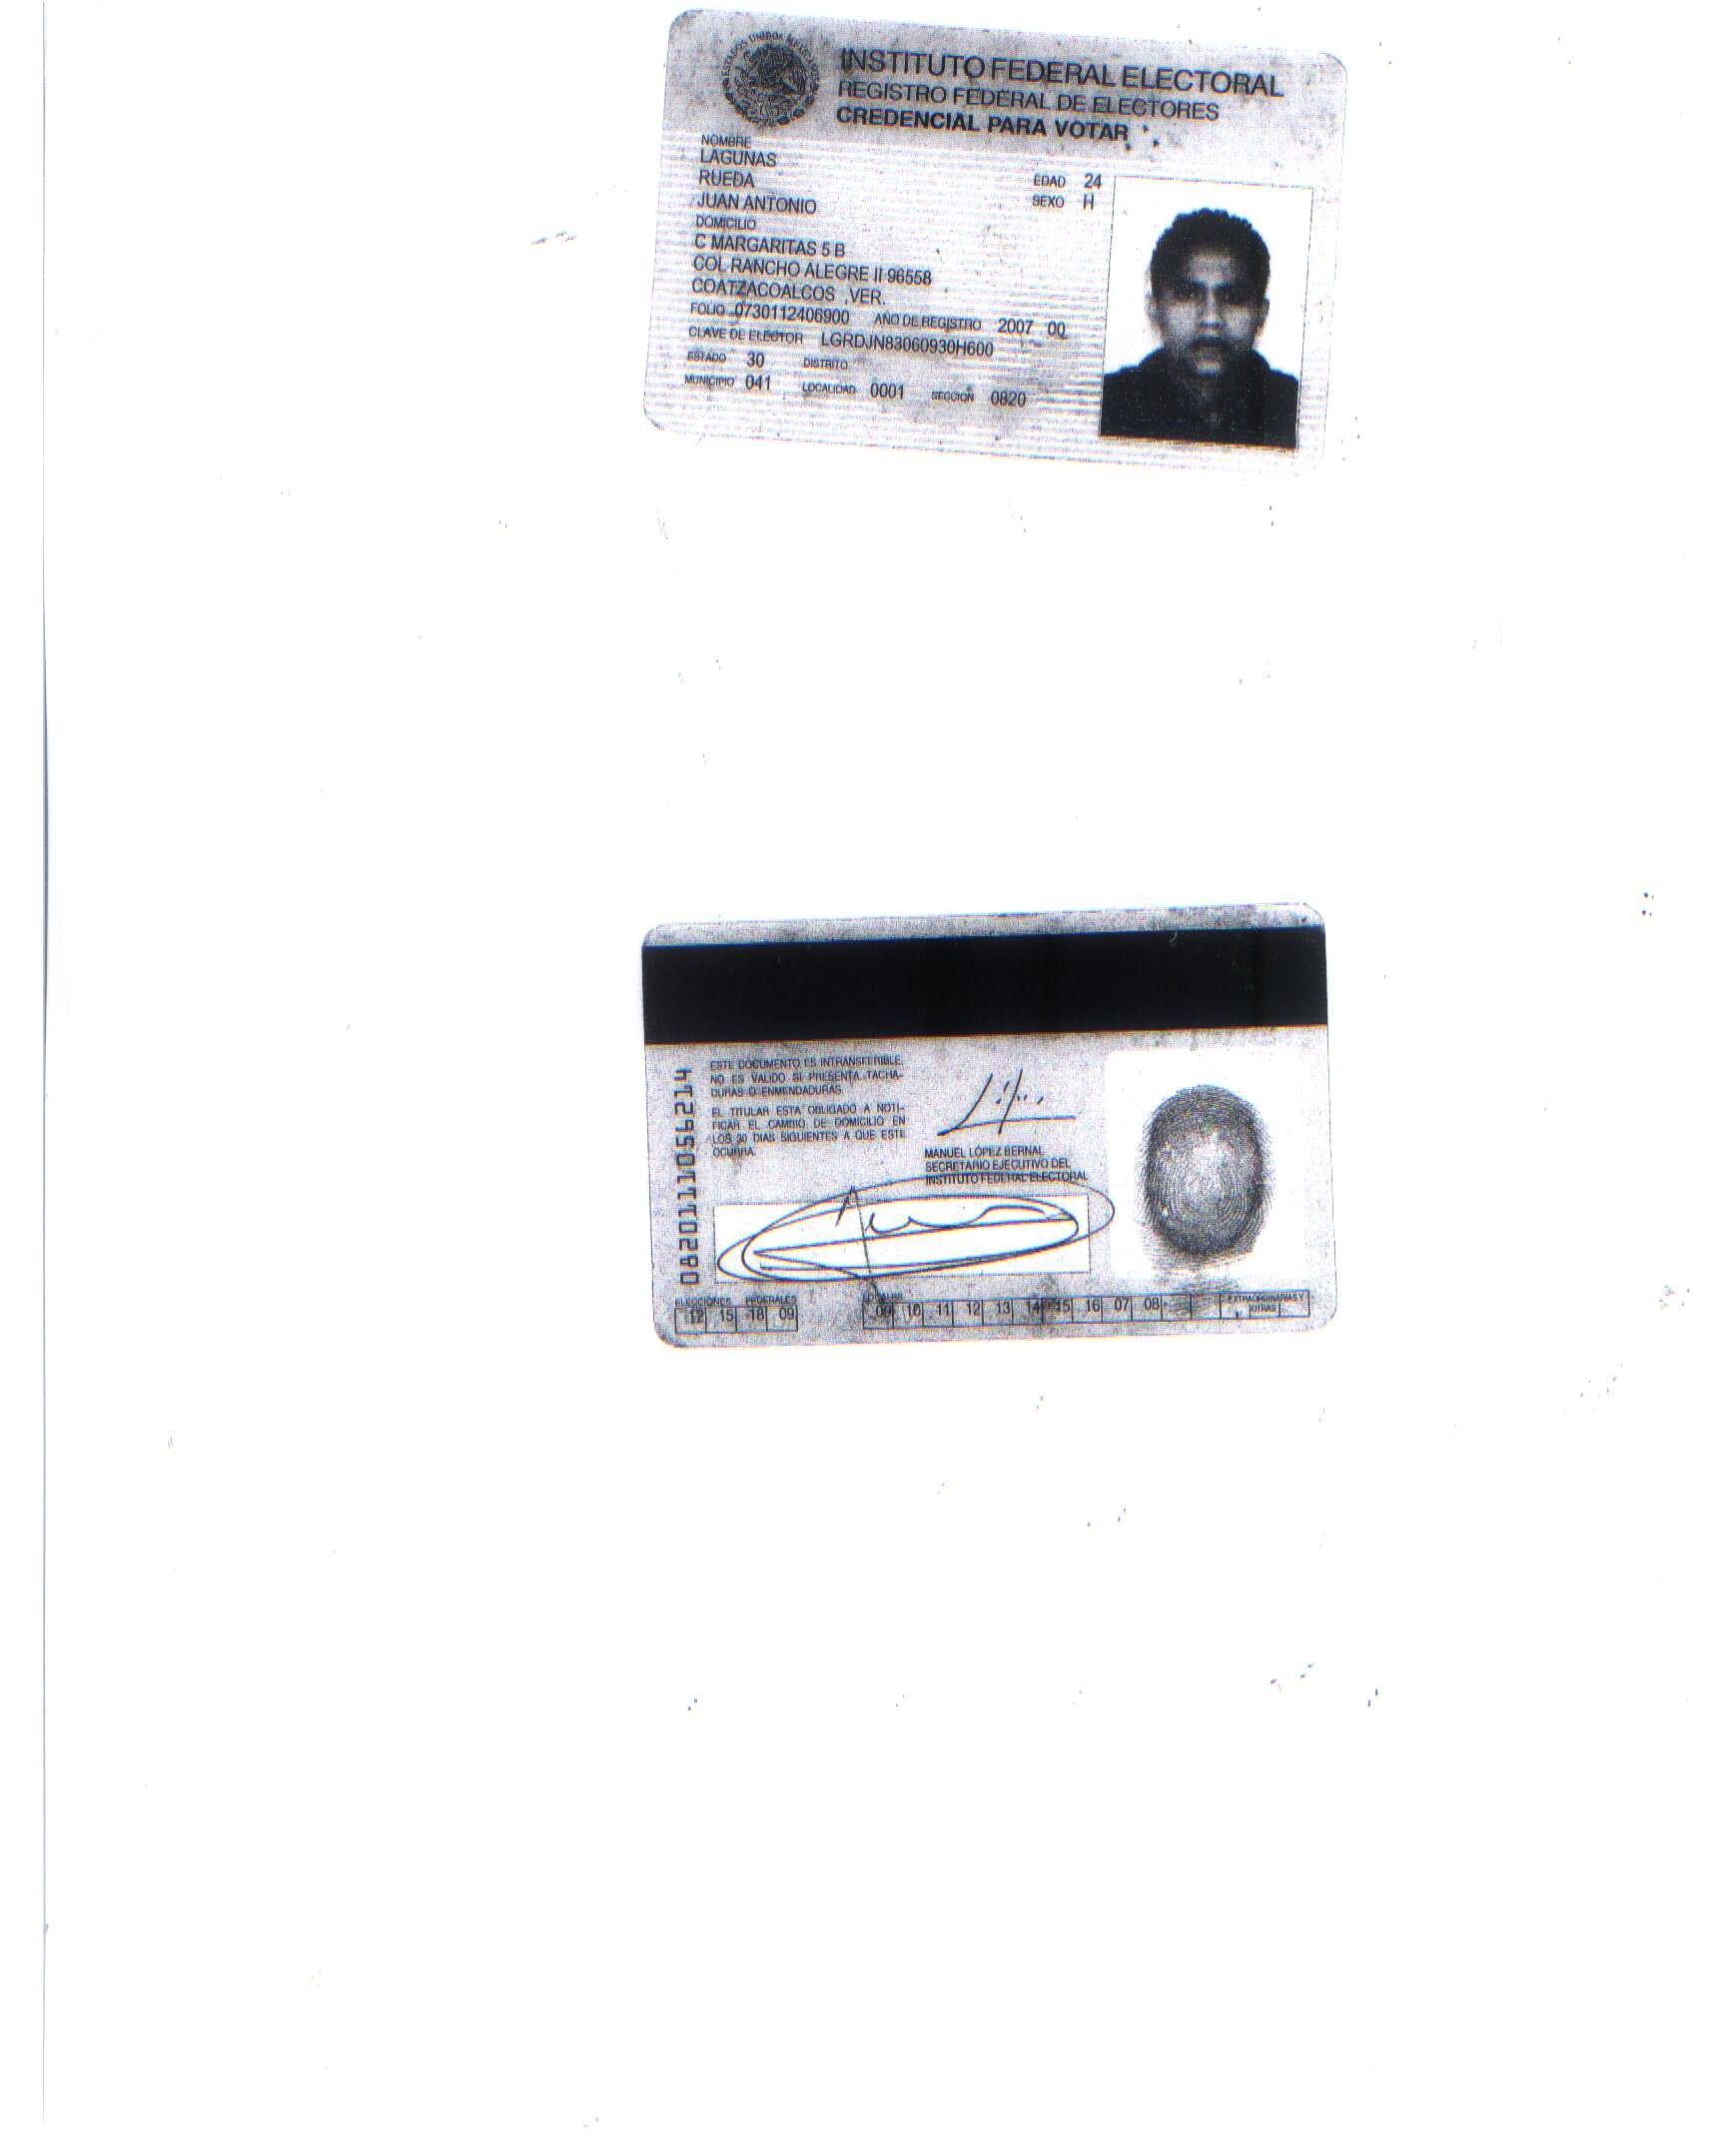 ESTADOS UNIDOS
INSTITUTO FEDERAL ELECTORAL
REGISTRO FEDERAL DE ELECTORES
CREDENCIAL PARA VOTAR
NOMBRE
LAGUNAS
RUEDA
JUAN ANTONIO
EDAD 24
SEXO H
DOMICILIO
C MARGARITAS 5 B
COL RANCHO ALEGRE II 96558
COATZACOALCOS ,VER.
FOLIO 0730112406900 AÑO DE REGISTRO 2007 00
CLAVE DE ELECTOR LGRDJN83060930H600
ESTADO 30 DISTRITO
MUNICIPIO 041 LOCALIDAD 0001 SECCION 0820
ESTE DOCUMENTO ES INTRANSFERIBLE.
NO ES VALIDO SI PRESENTA TACHA-
DURAS O ENMENDADURAS.
EL TITULAR ESTA OBLIGADO A NOTI-
FICAR EL CAMBIO DE DOMICILIO EN
LOS 30 DIAS SIGUIENTES A QUE ESTE
OCURRA.
MANUEL LÓPEZ BERNAL
SECRETARIO EJECUTIVO DEL
INSTITUTO FEDERAL ELECTORAL
0820111056214
ELECCIONES FEDERALES
12 15 18 09
LOCALES
09 10 11 12 13 14 15 16 07 08
EXTRAORDINARIAS Y
OTRAS